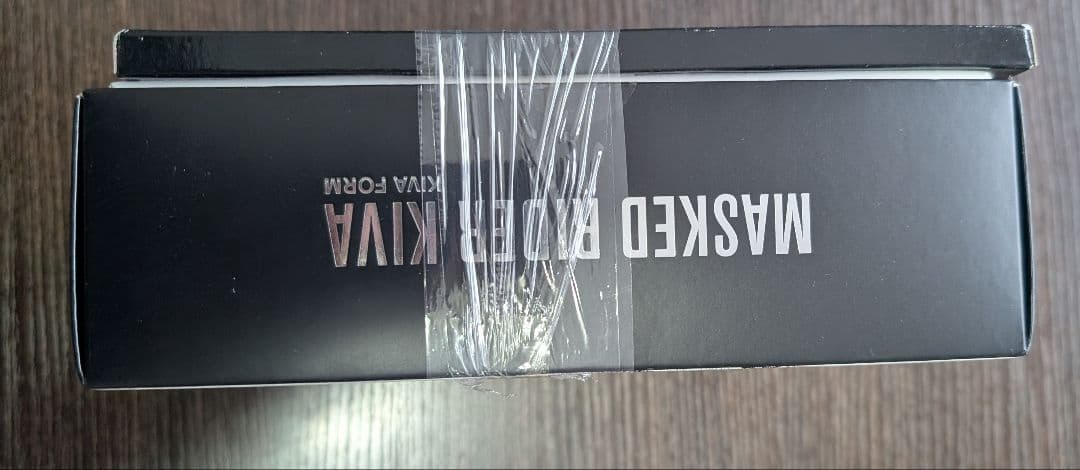 MASKED RIDER KIVA
KIVA FORM